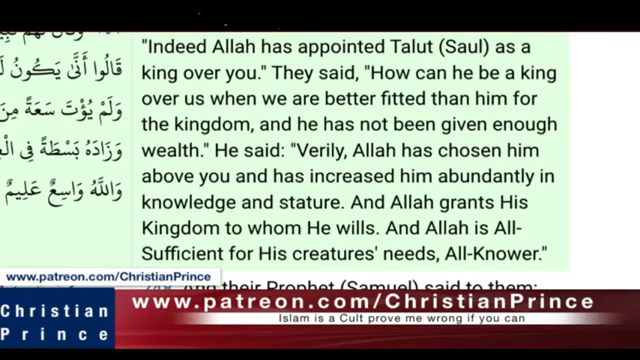 "Indeed Allah has appointed Talut (Saul) as a
king over you." They said, "How can he be a king
over us when we are better fitted than him for
the kingdom, and he has not been given enough
wealth." He said: "Verily, Allah has chosen him
above you and has increased him abundantly in
knowledge and stature. And Allah grants His
Kingdom to whom He wills. And Allah is All-
Sufficient for His creatures' needs, All-Knower."
قَالُوا أَنَّىٰ يَكُونُ
وَلَمْ يُؤْتَ سَعَةً مِنَ
وَزَادَهُ بَسْطَةً فِي
وَاللَّهُ وَاسِعٌ عَلِيمٌ
www.patreon.com/ChristianPrince
248. And their Prophet (Samuel) said to them:
Christian
Prince
www.patreon.com/ChristianPrince
Islam is a Cult prove me wrong if you can